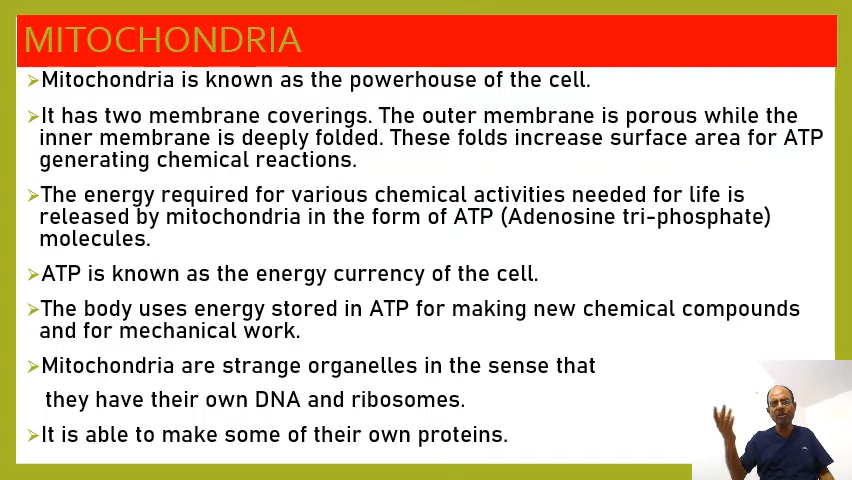 MITOCHONDRIA
Mitochondria is known as the powerhouse of the cell.
It has two membrane coverings. The outer membrane is porous while the
inner membrane is deeply folded. These folds increase surface area for ATP
generating chemical reactions.
The energy required for various chemical activities needed for life is
released by mitochondria in the form of ATP (Adenosine tri-phosphate)
molecules.
ATP is known as the energy currency of the cell.
The body uses energy stored in ATP for making new chemical compounds
and for mechanical work.
Mitochondria are strange organelles in the sense that
they have their own DNA and ribosomes.
It is able to make some of their own proteins.